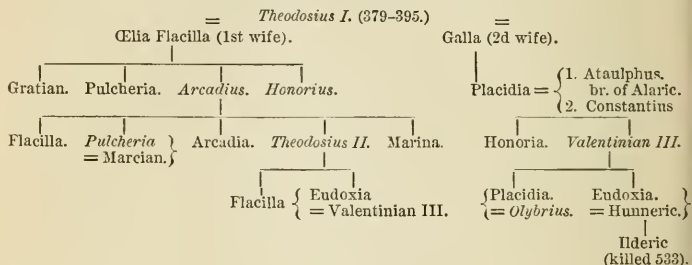 = Theodosius I. (379–395.) =
Œlia Flacilla (1st wife). Galla (2d wife).
Gratian. Pulcheria. Arcadius. Honorius. Placidia = { 1. Ataulphus. br. of Alaric.
2. Constantius
Flacilla. Pulcheria = Marcian. } Arcadia. Theodosius II. Marina. Honoria. Valentinian III.
Flacilla { Eudoxia = Valentinian III. { Placidia. = Olybrius. Eudoxia. = Hunneric. }
Ilderic
(killed 533).